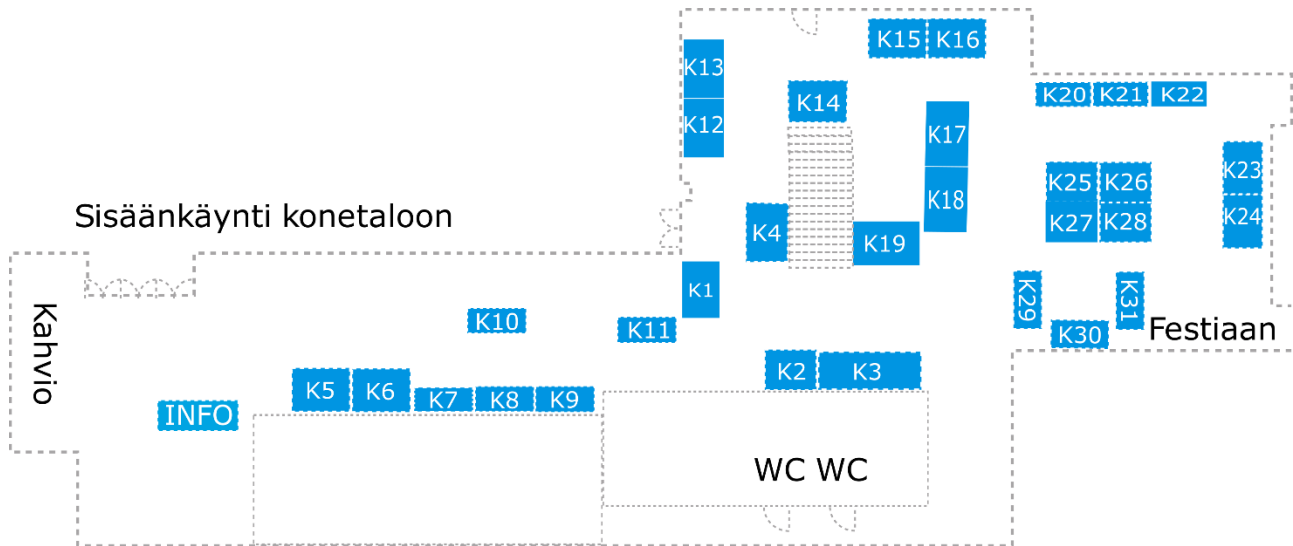 K15
K16
K13
K14
K12
K17
K18
K20
K21
K22
K23
K24
K25
K26
K27
K28
Sisäänkäynti konetaloon
K4
K19
K1
K10
K11
K29
K30
K31
Festiaan
Kahvio
INFO
K5
K6
K7
K8
K9
K2
K3
WC WC